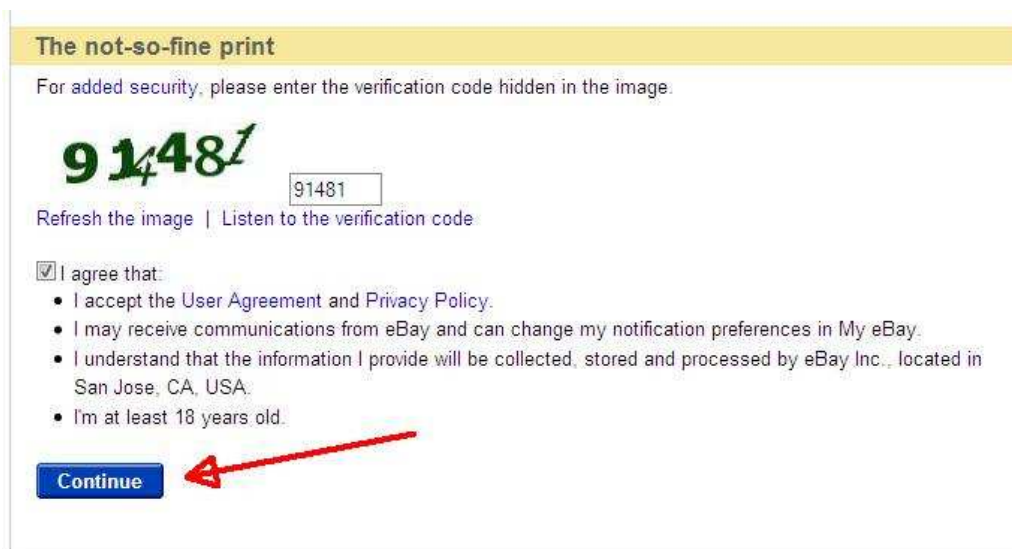 The not-so-fine print
For added security, please enter the verification code hidden in the image.
914481
91481
Refresh the image | Listen to the verification code
I agree that:
• I accept the User Agreement and Privacy Policy.
• I may receive communications from eBay and can change my notification preferences in My eBay.
• I understand that the information I provide will be collected, stored and processed by eBay Inc., located in
San Jose, CA, USA.
• I'm at least 18 years old.
Continue